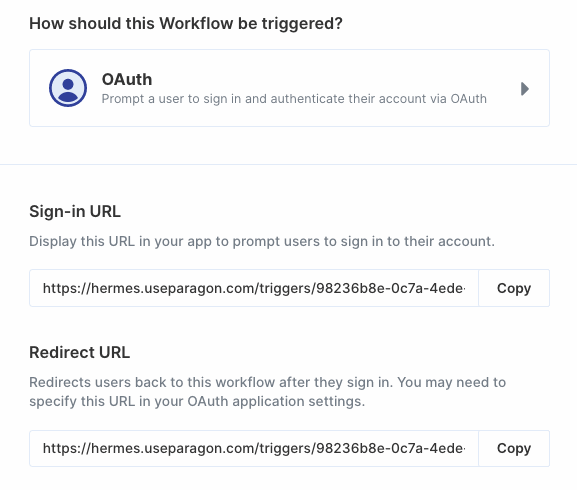 How should this Workflow be triggered?
OAuth
Prompt a user to sign in and authenticate their account via OAuth
Sign-in URL
Display this URL in your app to prompt users to sign in to their account.
https://hermes.useparagon.com/triggers/98236b8e-0c7a-4ede- Copy
Redirect URL
Redirects users back to this workflow after they sign in. You may need to
specify this URL in your OAuth application settings.
https://hermes.useparagon.com/triggers/98236b8e-0c7a-4ede- Copy